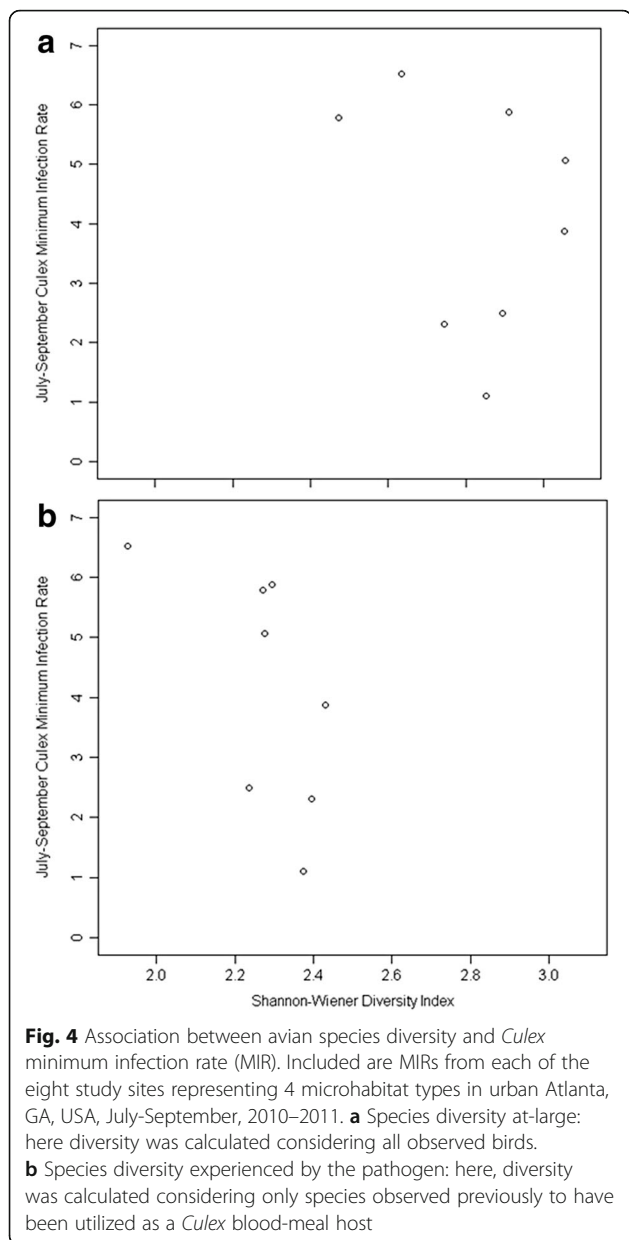 a
July-September Culex Minimum Infection Rate
7
6
5
4
3
2
1
0
b
July-September Culex Minimum Infection Rate
7
6
5
4
3
2
1
0
2.0 2.2 2.4 2.6 2.8 3.0
Shannon-Wiener Diversity Index
Fig. 4 Association between avian species diversity and Culex
minimum infection rate (MIR). Included are MIRs from each of the
eight study sites representing 4 microhabitat types in urban Atlanta,
GA, USA, July-September, 2010–2011. a Species diversity at-large:
here diversity was calculated considering all observed birds.
b Species diversity experienced by the pathogen: here, diversity
was calculated considering only species observed previously to have
been utilized as a Culex blood-meal host